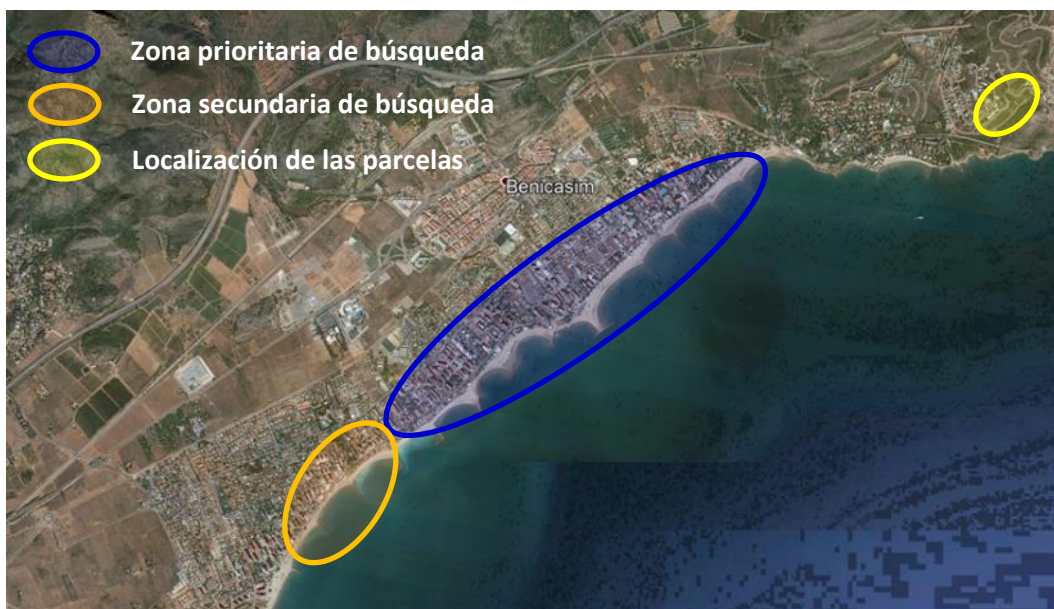 Zona prioritaria de búsqueda
Zona secundaria de búsqueda
Localización de las parcelas
Benicasim